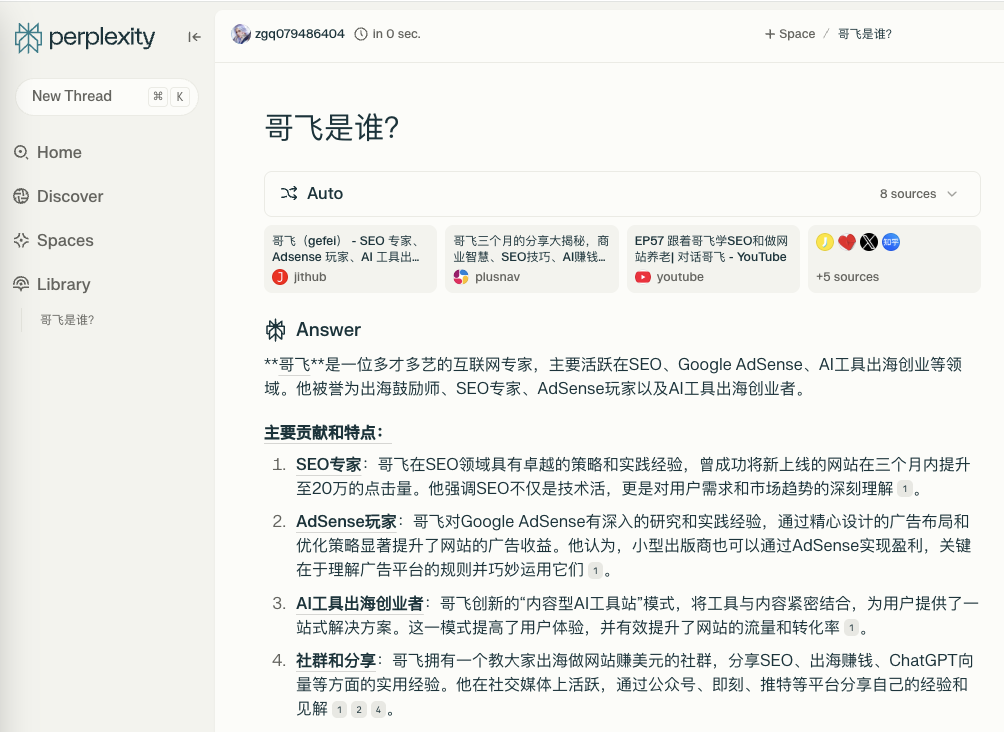 perplexity
New Thread ⌘ K
Home
Discover
Spaces
Library
哥飞是谁?
zgq079486404 in 0 sec.
+ Space / 哥飞是谁?
哥飞是谁?
Auto
8 sources
哥飞（gefei） - SEO 专家、
Adsense 玩家、AI 工具出…
jithub
哥飞三个月的分享大揭秘，商
业智慧、SEO技巧、AI赚钱…
plusnav
EP57 跟着哥飞学SEO和做网
站养老| 对话哥飞 - YouTube
youtube
知乎
+5 sources
Answer
**哥飞**是一位多才多艺的互联网专家，主要活跃在SEO、Google AdSense、AI工具出海创业等领
域。他被誉为出海鼓励师、SEO专家、AdSense玩家以及AI工具出海创业者。
主要贡献和特点：
1. SEO专家：哥飞在SEO领域具有卓越的策略和实践经验，曾成功将新上线的网站在三个月内提升
至20万的点击量。他强调SEO不仅是技术活，更是对用户需求和市场趋势的深刻理解 1 。
2. AdSense玩家：哥飞对Google AdSense有深入的研究和实践经验，通过精心设计的广告布局和
优化策略显著提升了网站的广告收益。他认为，小型出版商也可以通过AdSense实现盈利，关键
在于理解广告平台的规则并巧妙运用它们 1 。
3. AI工具出海创业者：哥飞创新的“内容型AI工具站”模式，将工具与内容紧密结合，为用户提供了一
站式解决方案。这一模式提高了用户体验，并有效提升了网站的流量和转化率 1 。
4. 社群和分享：哥飞拥有一个教大家出海做网站赚美元的社群，分享SEO、出海赚钱、ChatGPT向
量等方面的实用经验。他在社交媒体上活跃，通过公众号、即刻、推特等平台分享自己的经验和
见解 1 2 4 。